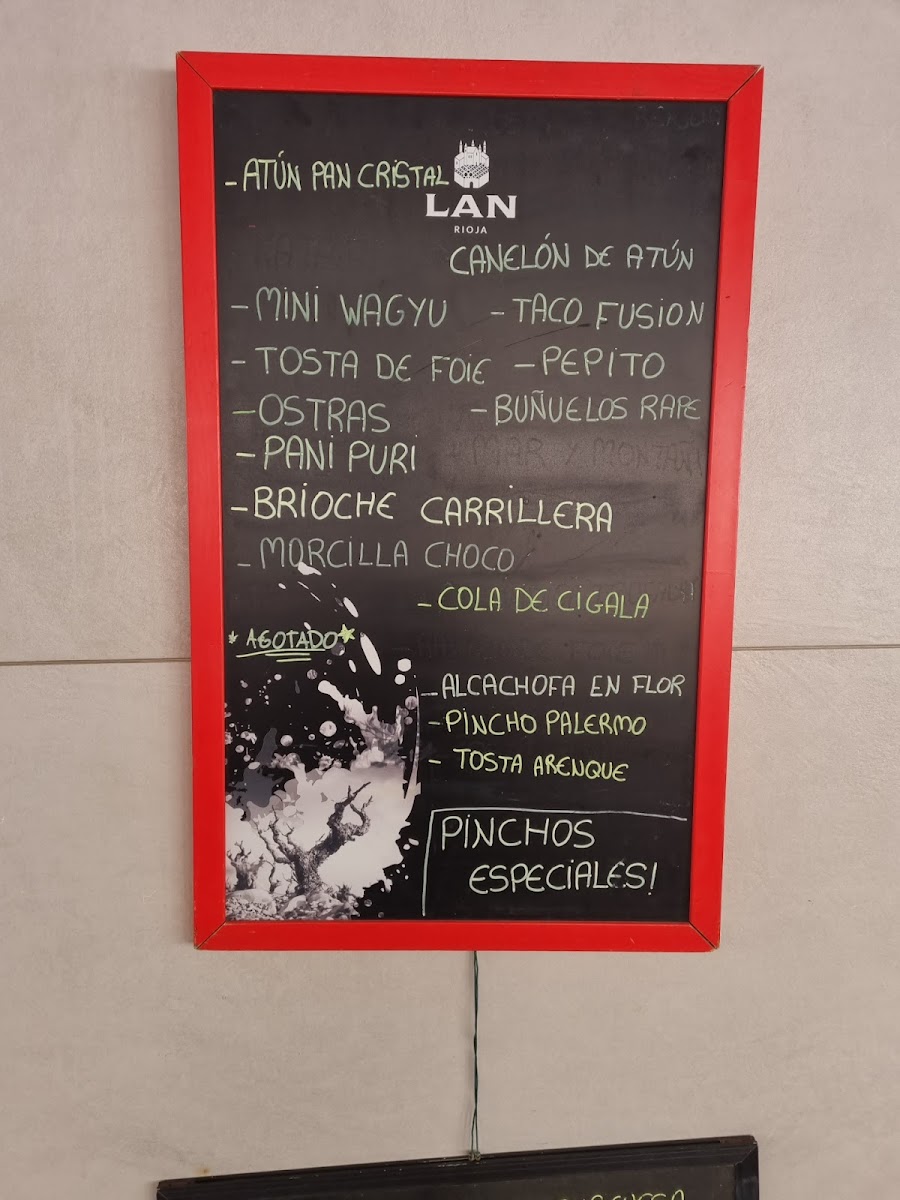 - ATÚN PAN CRISTAL
LAN
RIOJA
CANELÓN DE ATÚN
- MINI WAGYU
- TACO FUSION
- TOSTA DE FOIE
- PEPITO
- OSTRAS
- BUÑUELOS RAPE
- PANI PURI
MAR Y MONTAÑ
- BRIOCHE CARRILLERA
- MORCILLA CHOCO
- COLA DE CIGALA
* AGOTADO *
- ALCACHOFA EN FLOR
- PINCHO PALERMO
- TOSTA ARENQUE
PINCHOS
ESPECIALES!